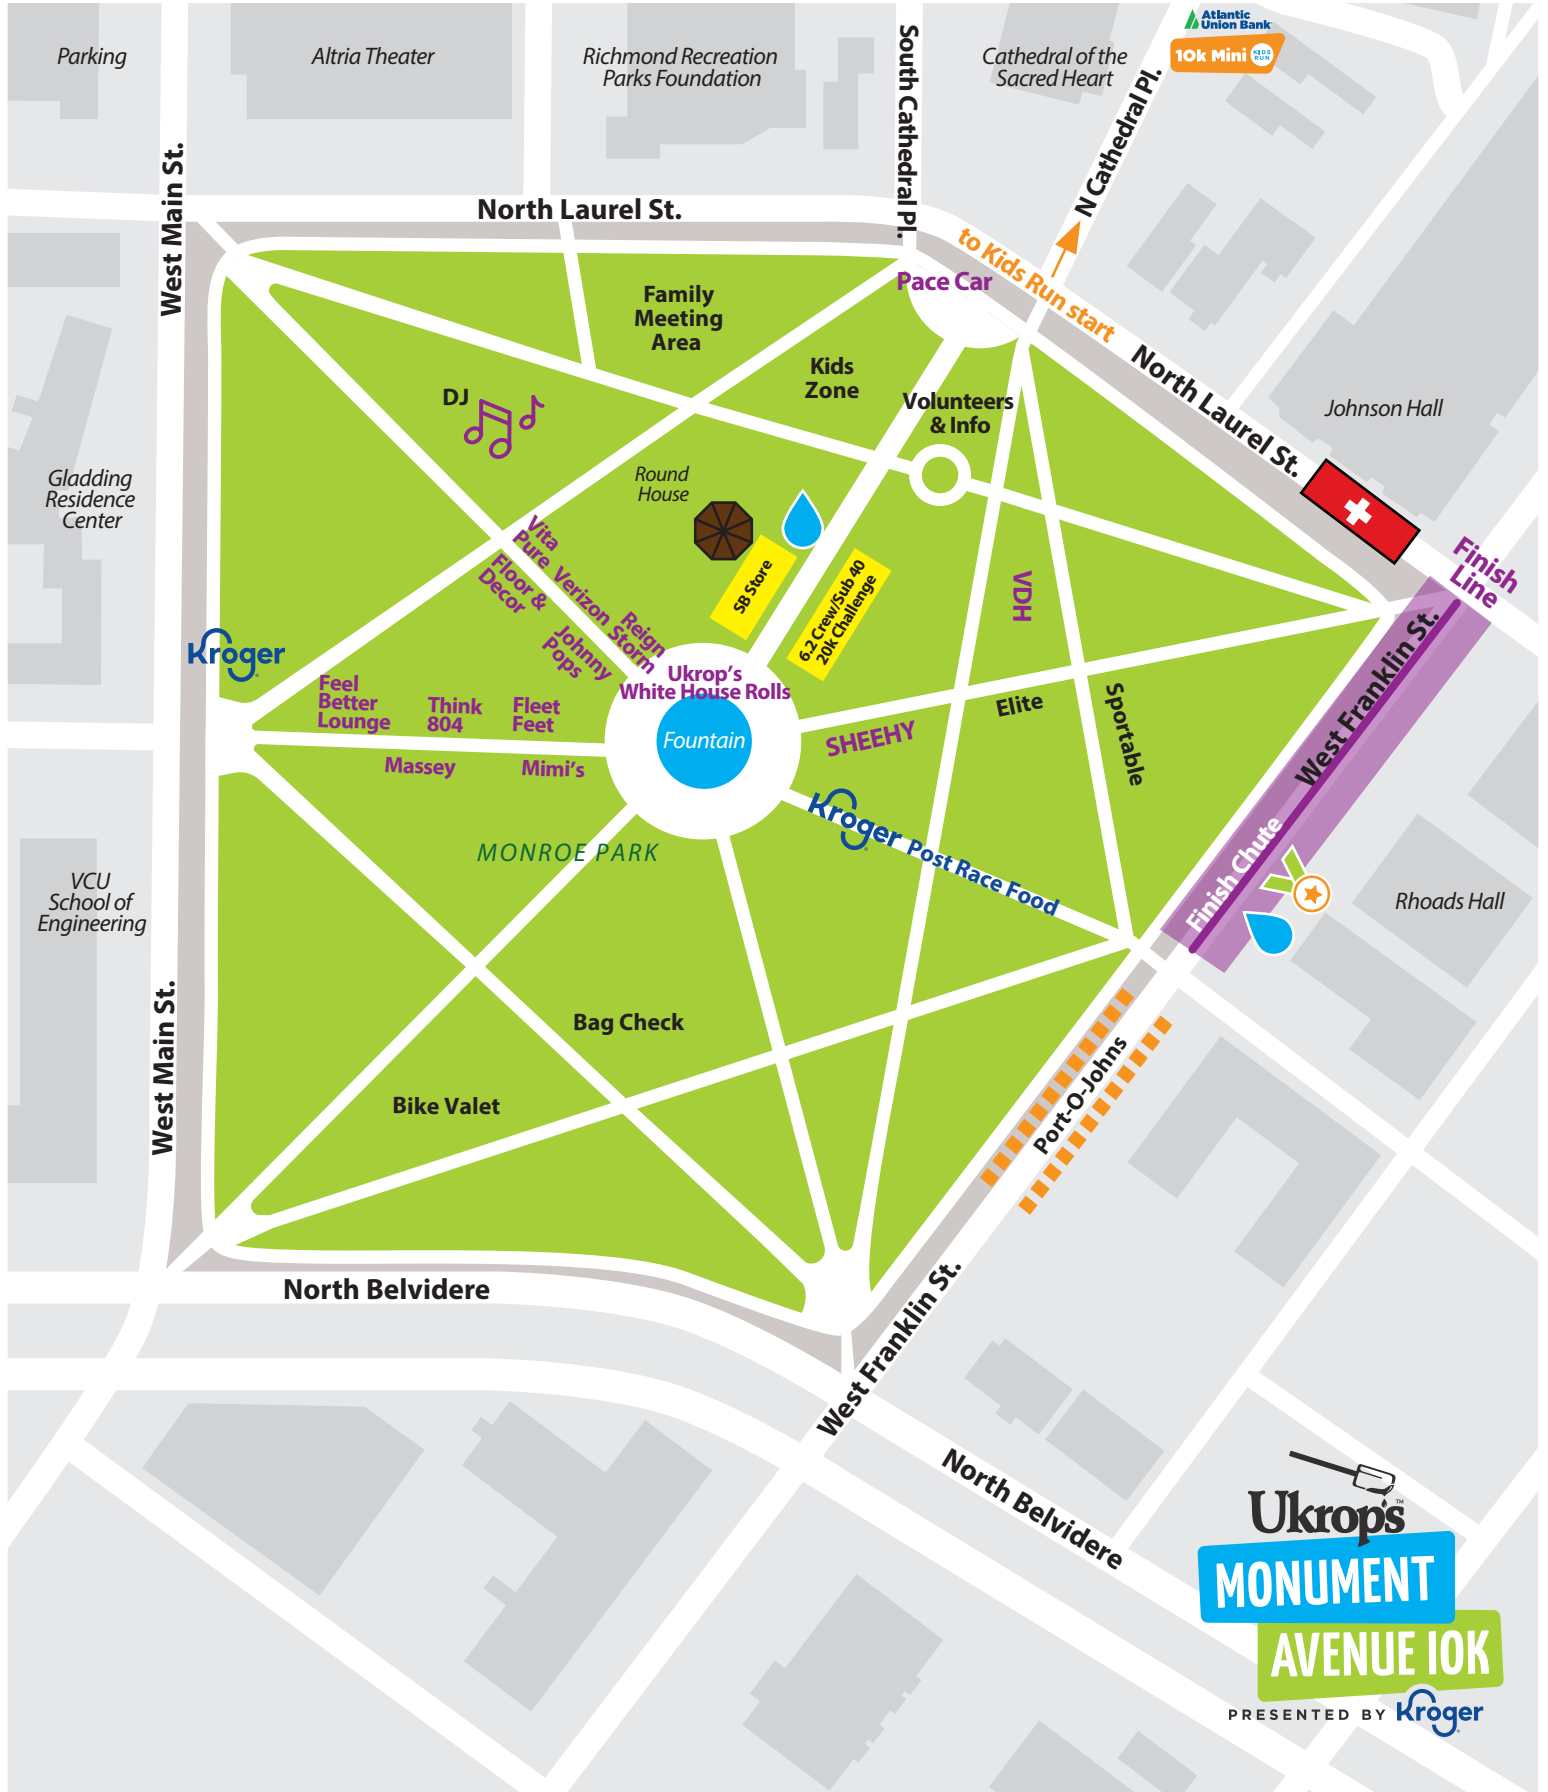 Atlantic
Union Bank
10k Mini
KIDS
RUN
Parking
Altria Theater
Richmond Recreation
Parks Foundation
South Cathedral Pl.
Cathedral of the
Sacred Heart
N Cathedral Pl.
West Main St.
North Laurel St.
to Kids Run start
Pace Car
Family
Meeting
Area
Kids
Zone
North Laurel St.
DJ
Volunteers
& Info
Johnson Hall
Gladding
Residence
Center
Round
House
Vita
Pure
Verizon
Reign
Storm
Floor &
Decor
Johnny
Pops
SB Store
6.2 Crew/Sub 40
20k Challenge
VDH
Finish
Line
Kroger
Feel
Better
Lounge
Think
804
Fleet
Feet
Ukrop's
White House Rolls
Fountain
SHEEHY
Elite
Sportable
West Franklin St.
Massey
Mimi's
Kroger Post Race Food
MONROE PARK
Finish Chute
VCU
School of
Engineering
Rhoads Hall
West Main St.
Bag Check
Bike Valet
Port-O-Johns
North Belvidere
West Franklin St.
North Belvidere
Ukrop's™
MONUMENT
AVENUE 10K
PRESENTED BY Kroger